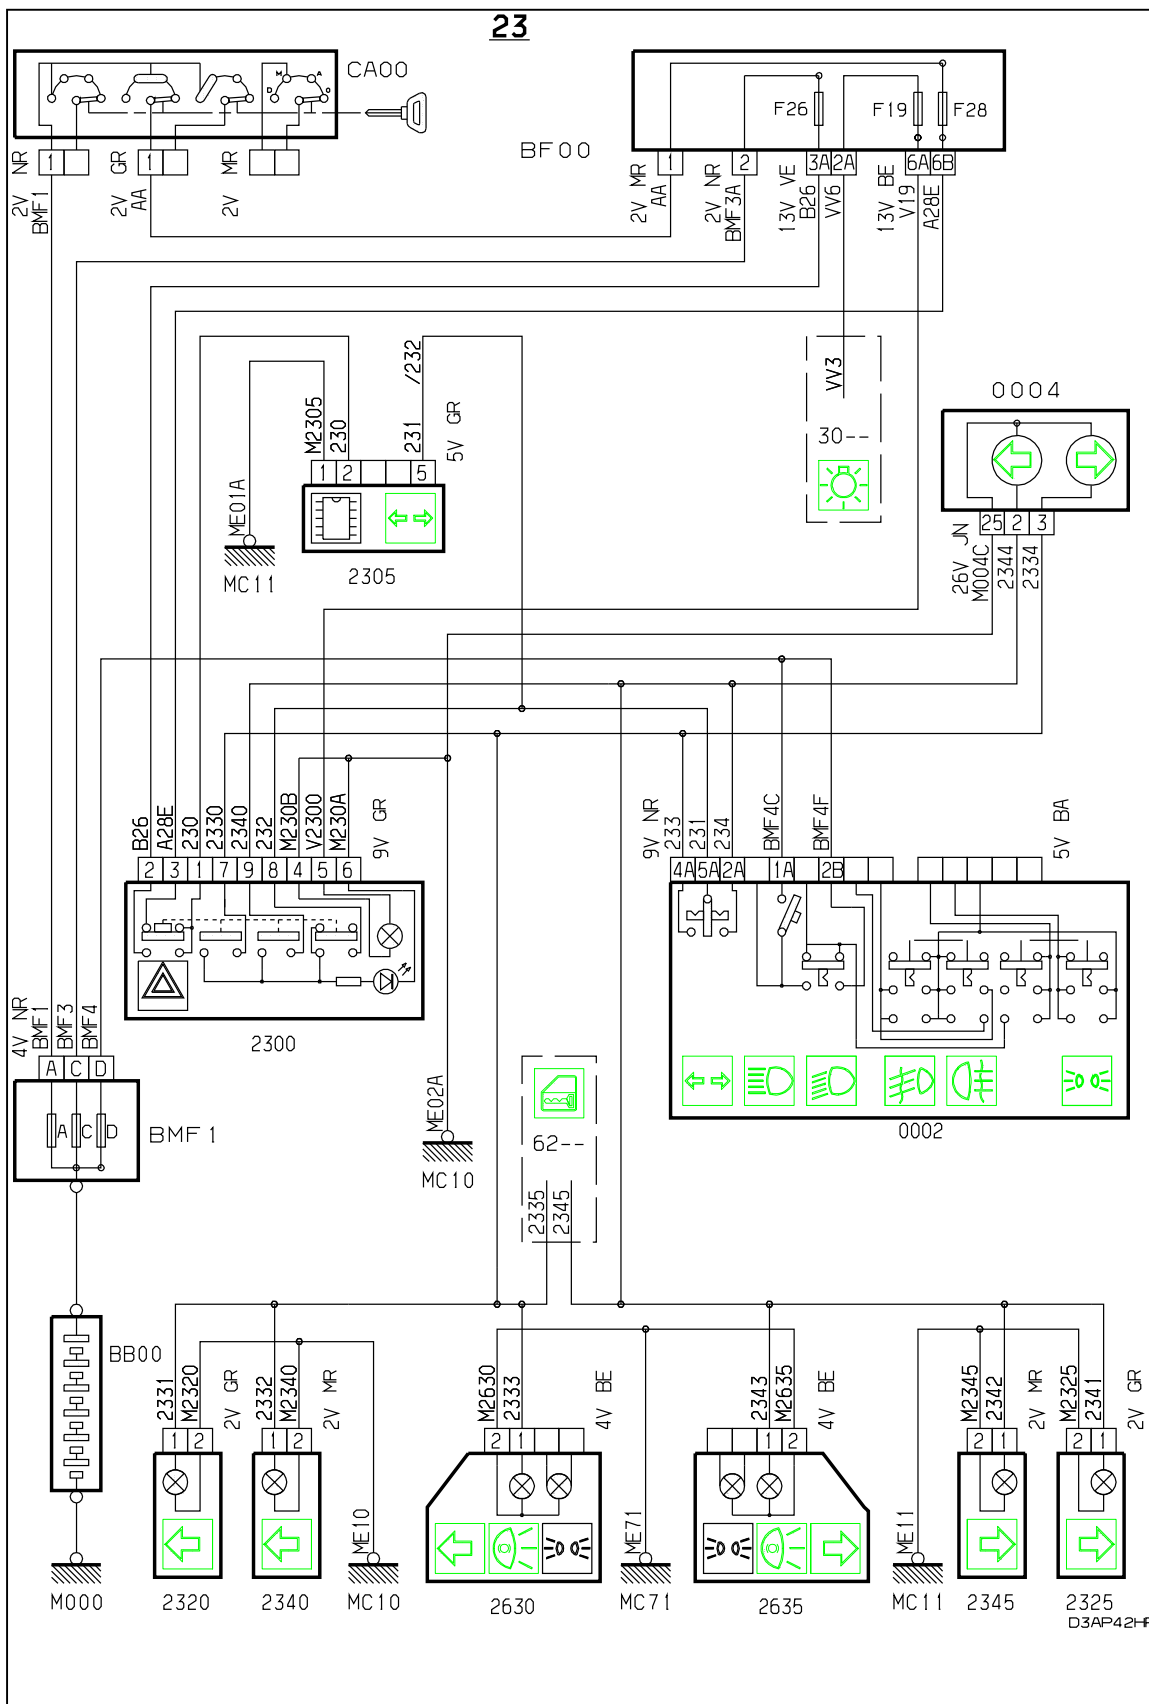 23
CA00
M
A
D
O
F26
F19
F28
BF00
1
1
1
2
3A
2A
6A
6B
2V NR
BMF1
2V GR
AA
2V MR
2V MR
AA
2V NR
BMF3A
13V VE
B26
VV6
13V BE
V19
A28E
/232
VV3
0004
M2305
230
231
5V GR
30--
1
2
5
ME01A
25
2
3
MC11
2305
26V JN
M004C
2344
2334
B26
A28E
230
2330
2340
232
M230B
V2300
M230A
9V GR
9V NR
233
231
234
BMF4C
BMF4F
5V BA
2
3
1
7
9
8
4
5
6
4A
5A
2A
1A
2B
4V NR
BMF1
BMF3
BMF4
2300
A
C
D
A
C
D
BMF1
ME02A
MC10
62--
0002
2335
2345
BB00
2331
M2320
2V GR
2332
M2340
2V MR
M2630
2333
4V BE
2343
M2635
4V BE
M2345
2342
2V MR
M2325
2341
2V GR
1
2
1
2
2
1
1
2
2
1
2
1
ME10
ME71
ME11
M000
2320
2340
MC10
2630
MC71
2635
MC11
2345
2325
D3AP42HP